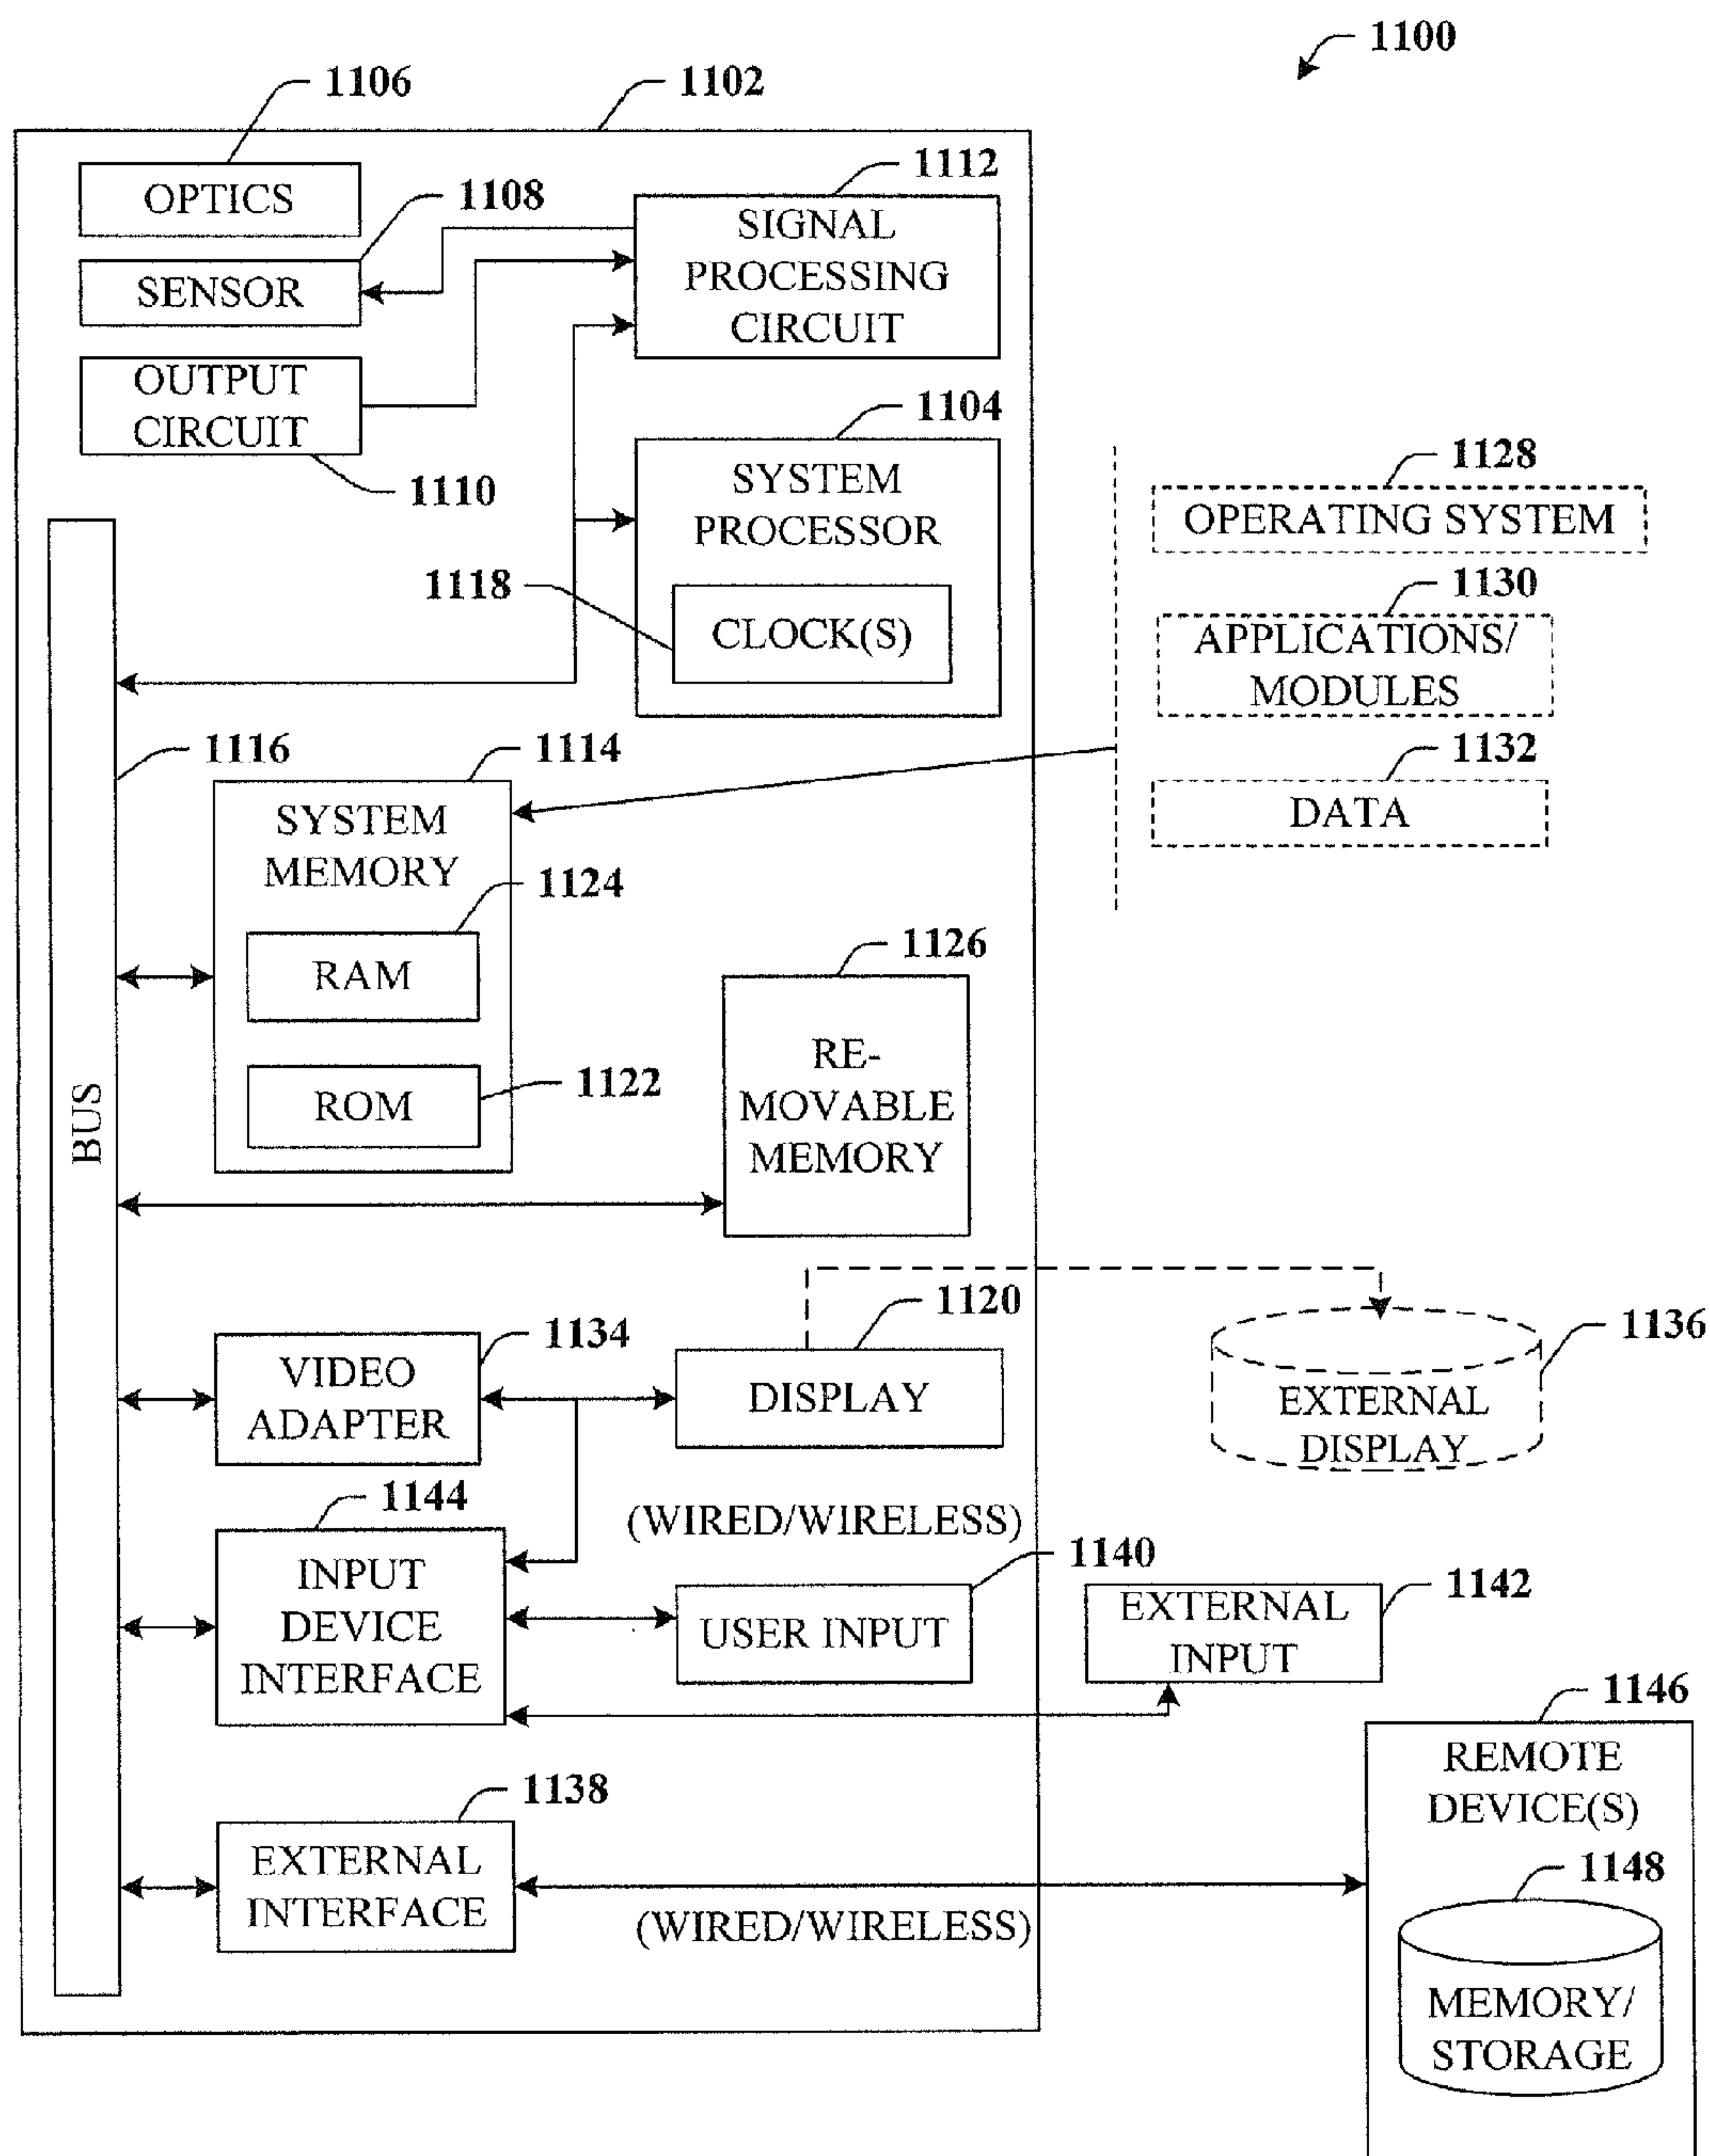 1100
1106
1102
OPTICS
1108
1112
SENSOR
SIGNAL
PROCESSING
CIRCUIT
OUTPUT
CIRCUIT
1110
1104
SYSTEM
PROCESSOR
1118
CLOCK(S)
1128
OPERATING SYSTEM
1130
APPLICATIONS/
MODULES
1132
DATA
BUS
1116
1114
SYSTEM
MEMORY
1124
RAM
1122
ROM
1126
RE-
MOVABLE
MEMORY
1134
VIDEO
ADAPTER
1120
DISPLAY
1136
EXTERNAL
DISPLAY
1144
INPUT
DEVICE
INTERFACE
(WIRED/WIRELESS)
1140
USER INPUT
1142
EXTERNAL
INPUT
1138
EXTERNAL
INTERFACE
(WIRED/WIRELESS)
1146
REMOTE
DEVICE(S)
1148
MEMORY/
STORAGE